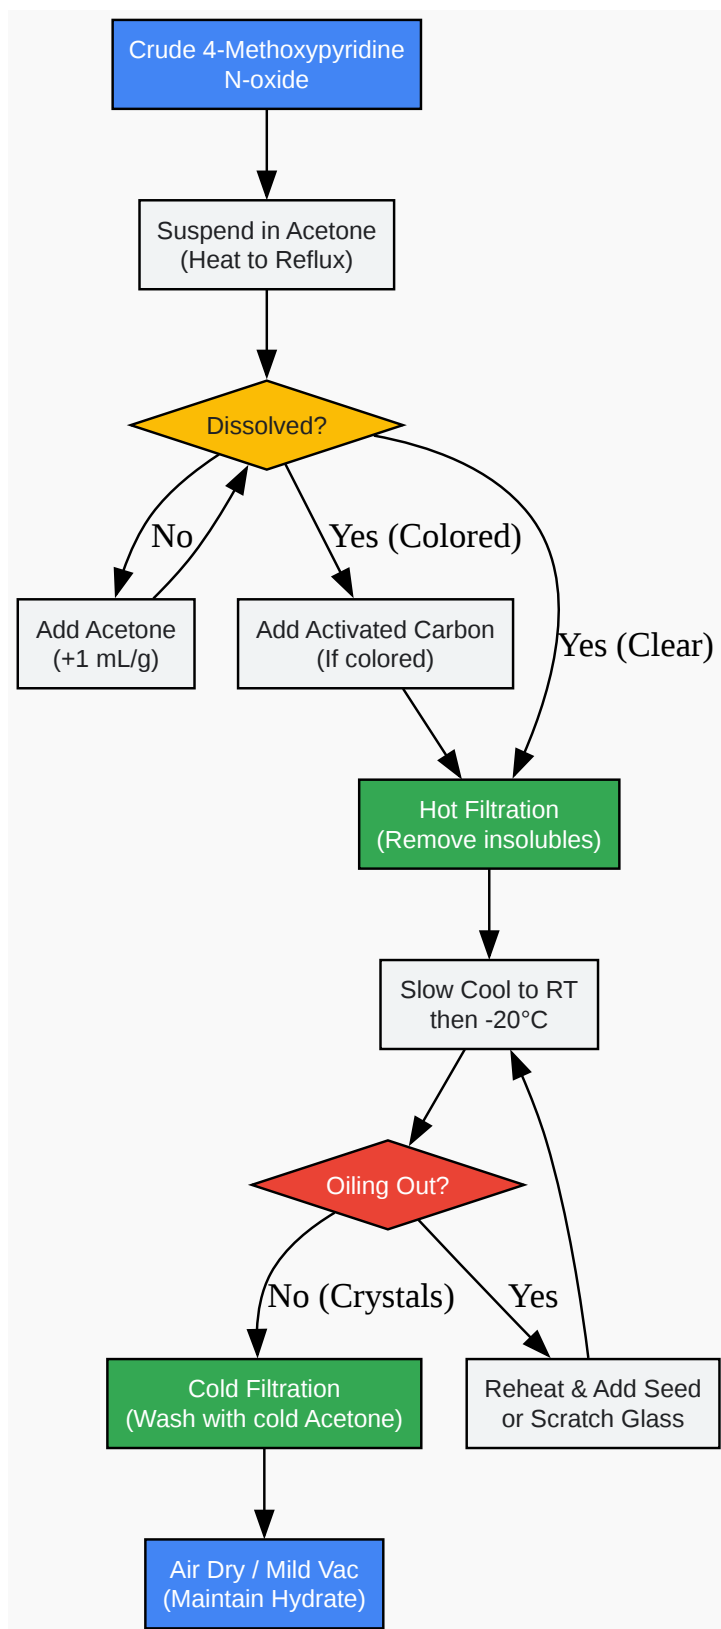 Crude 4-Methoxypyridine
N-oxide
Suspend in Acetone
(Heat to Reflux)
Dissolved?
No
Yes (Colored)
Add Acetone
(+1 mL/g)
Add Activated Carbon
(If colored)
Yes (Clear)
Hot Filtration
(Remove insolubles)
Slow Cool to RT
then -20°C
Oiling Out?
No (Crystals)
Yes
Cold Filtration
(Wash with cold Acetone)
Reheat & Add Seed
or Scratch Glass
Air Dry / Mild Vac
(Maintain Hydrate)